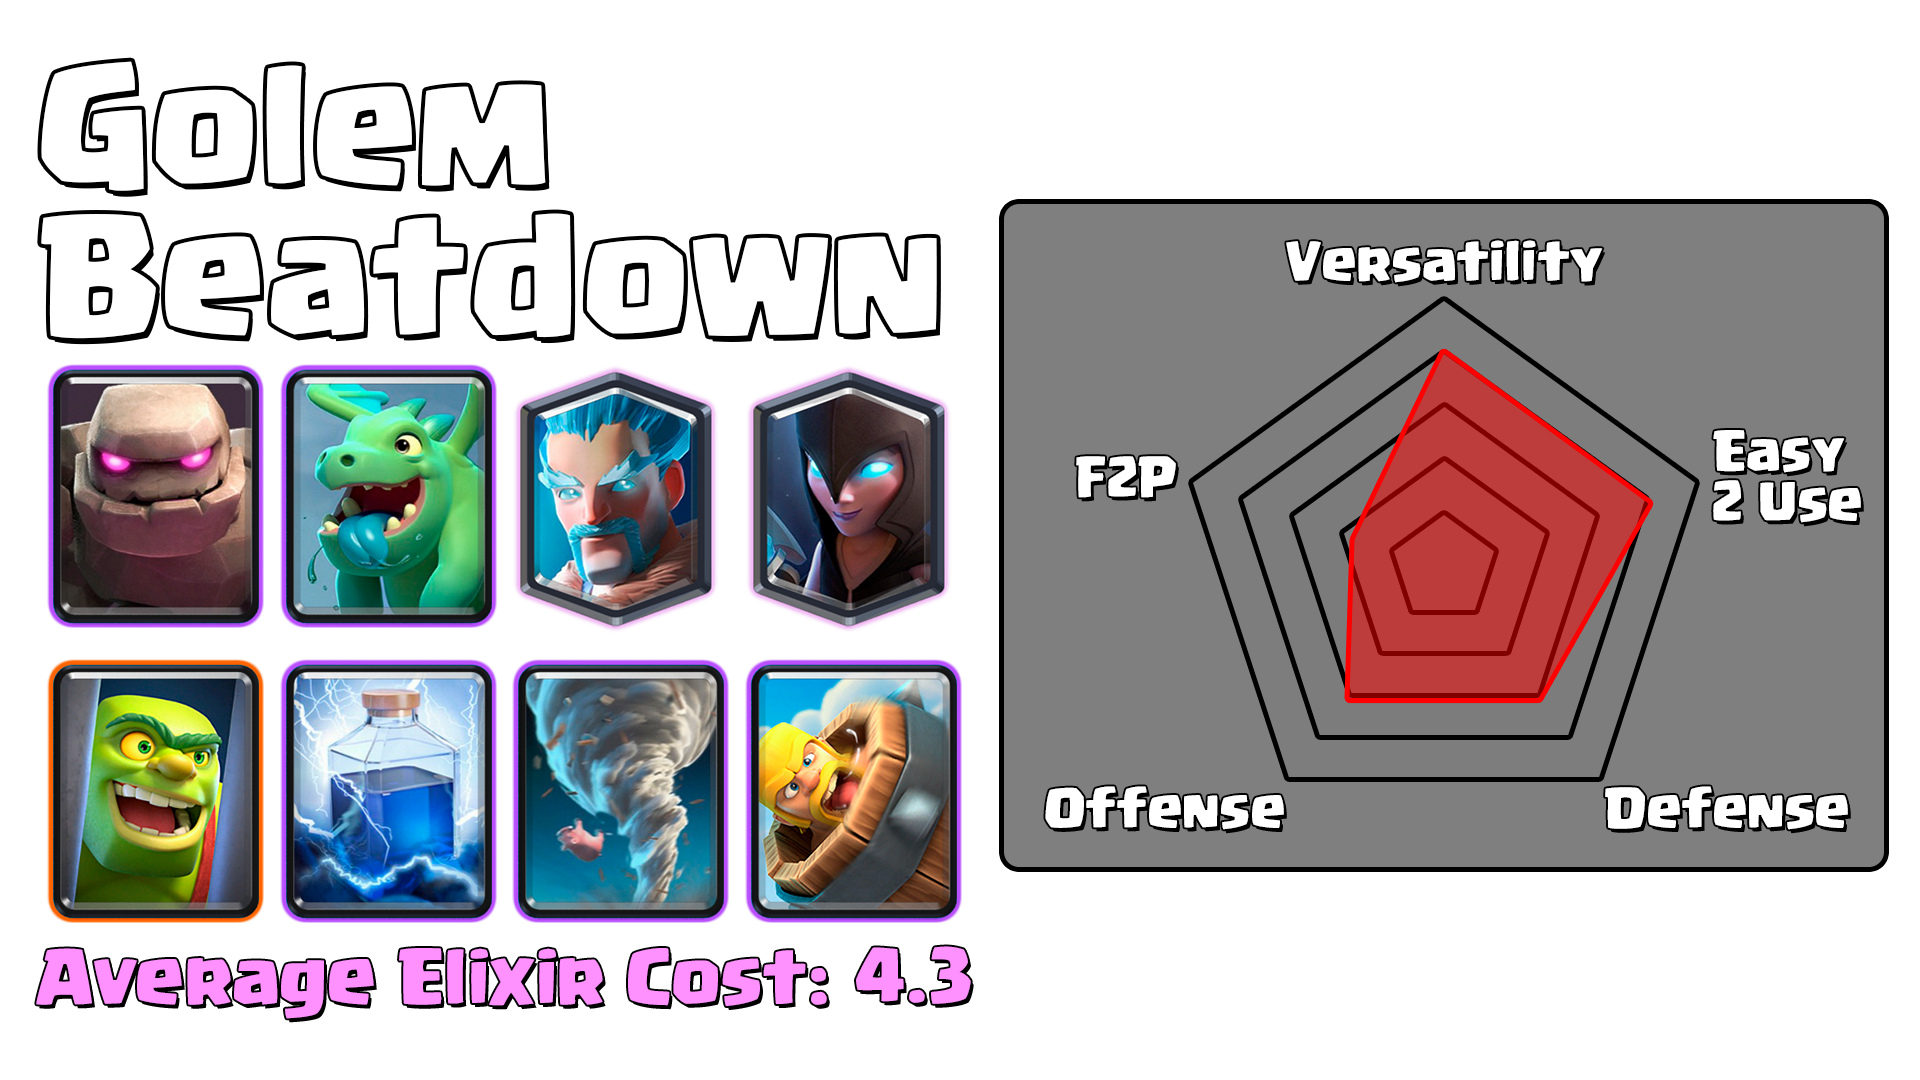 Golem
Beatdown
Average Elixir Cost: 4.3
Versatility
F2P
Easy
2 Use
Offense
Defense